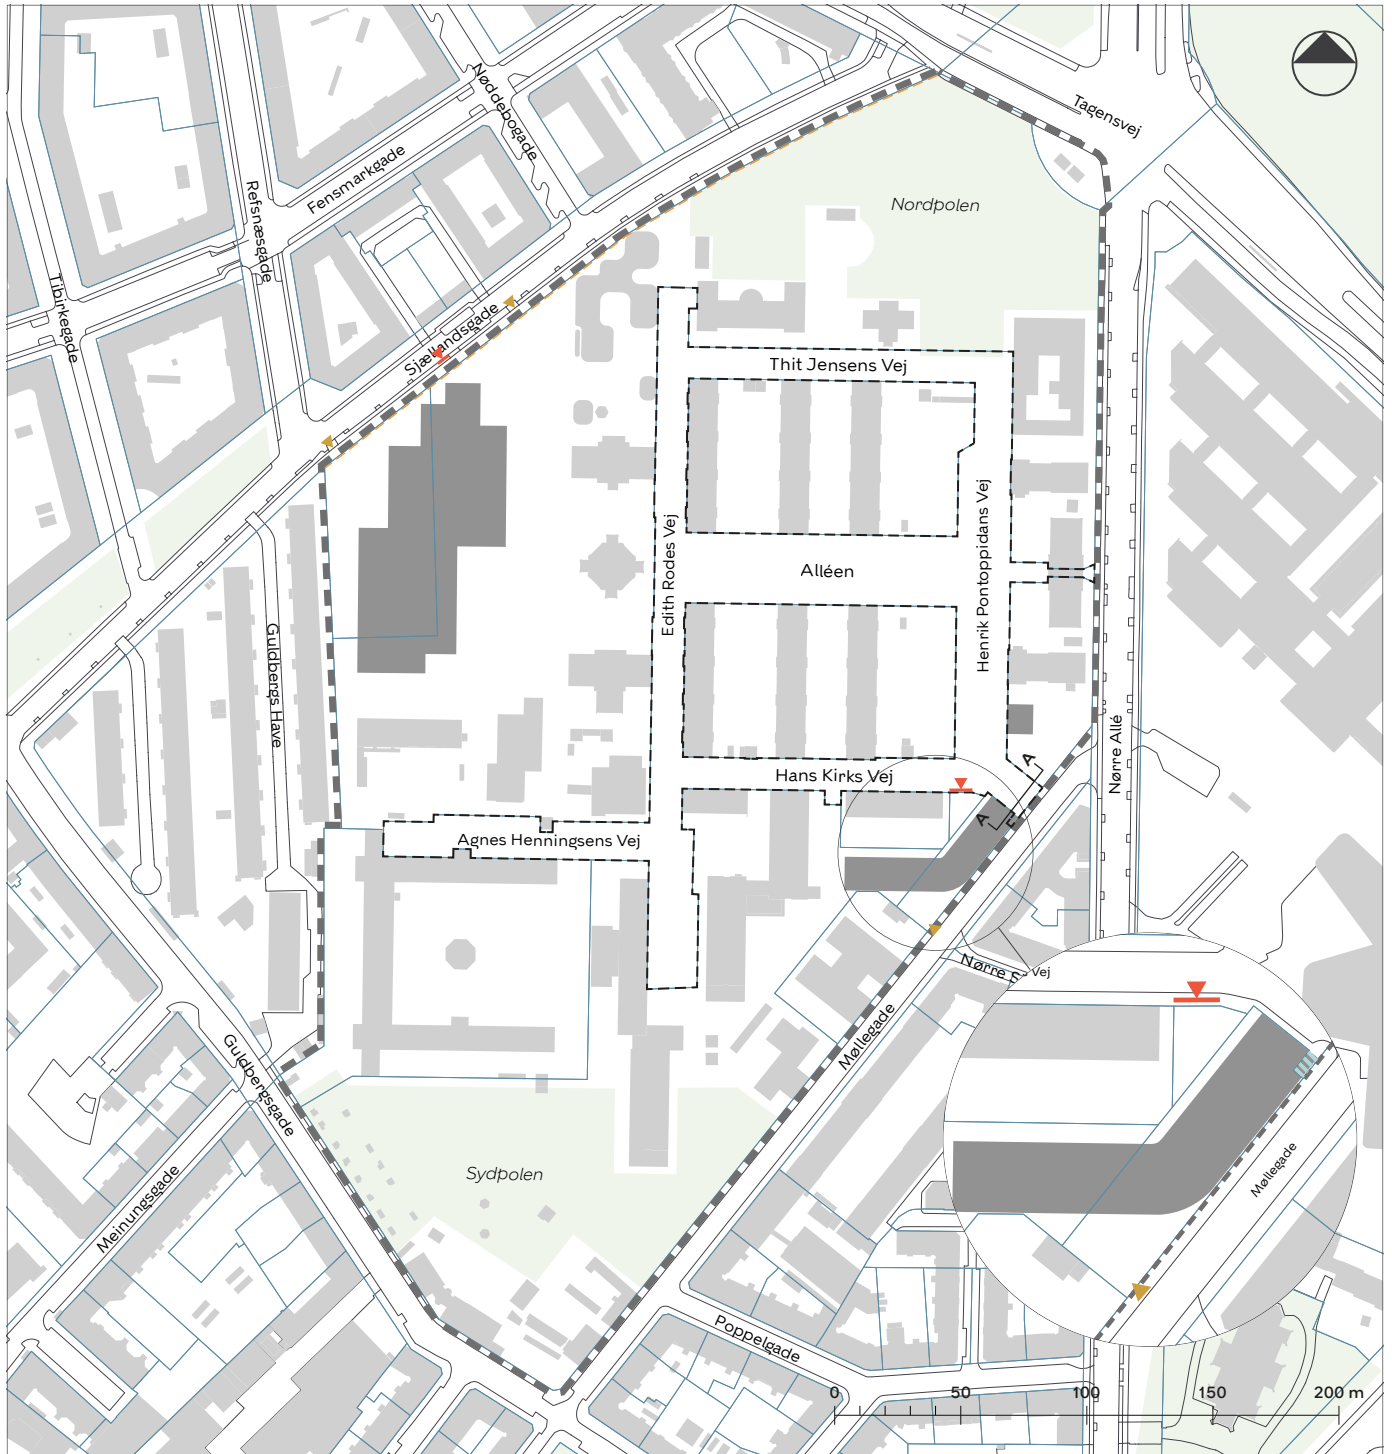 Nøddebogade
Tagensvej
Fensmarkgade
Refsnæsgade
Nordpolen
Tibirkegade
Sjællandsgade
Thit Jensens Vej
Edith Rodes Vej
Henrik Pontoppidans Vej
Alléen
Guldbergs Have
Nørre Allé
Hans Kirks Vej
A
A
Agnes Henningsens Vej
Nørre S
Vej
Møllegade
Guldbergsgade
Møllegade
Sydpolen
Meinungsgade
Poppelgade
0 50 100 150 200 m